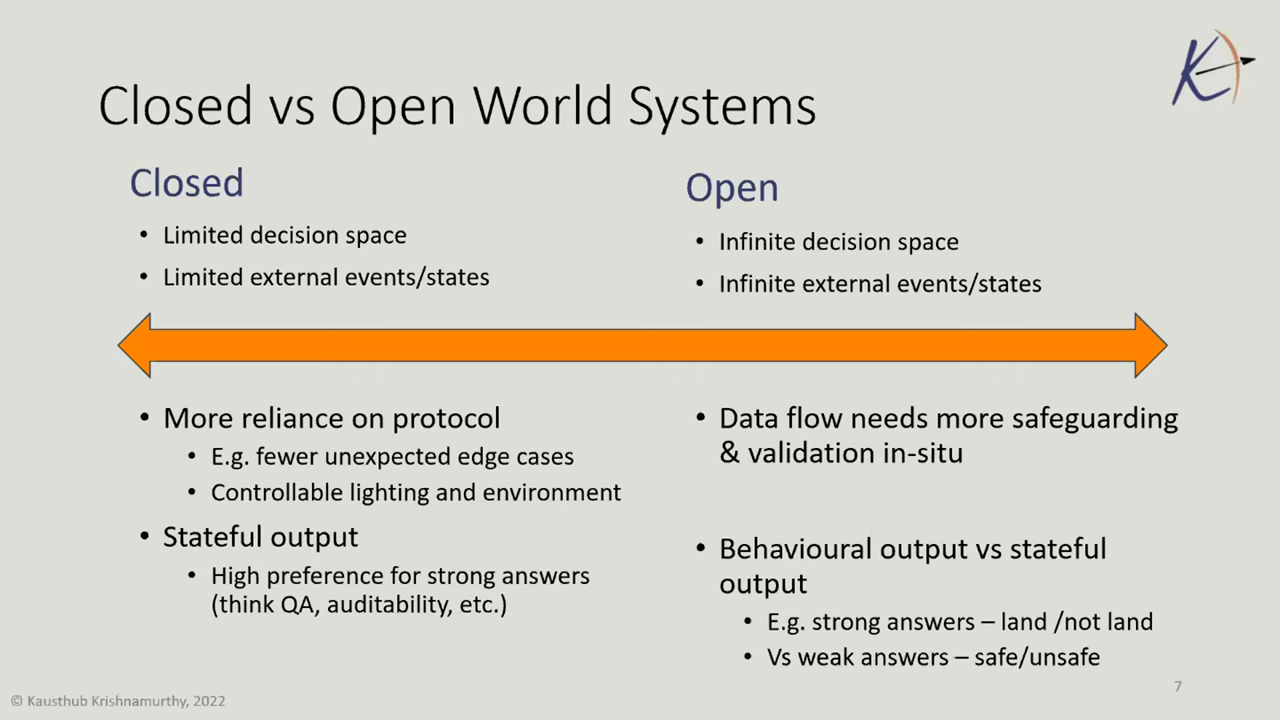 Closed vs Open World Systems
Closed
• Limited decision space
• Limited external events/states
Open
• Infinite decision space
• Infinite external events/states
• More reliance on protocol
• E.g. fewer unexpected edge cases
• Controllable lighting and environment
• Stateful output
• High preference for strong answers
(think QA, auditability, etc.)
• Data flow needs more safeguarding
& validation in-situ
• Behavioural output vs stateful
output
• E.g. strong answers – land /not land
• Vs weak answers – safe/unsafe
© Kausthub Krishnamurthy, 2022
7